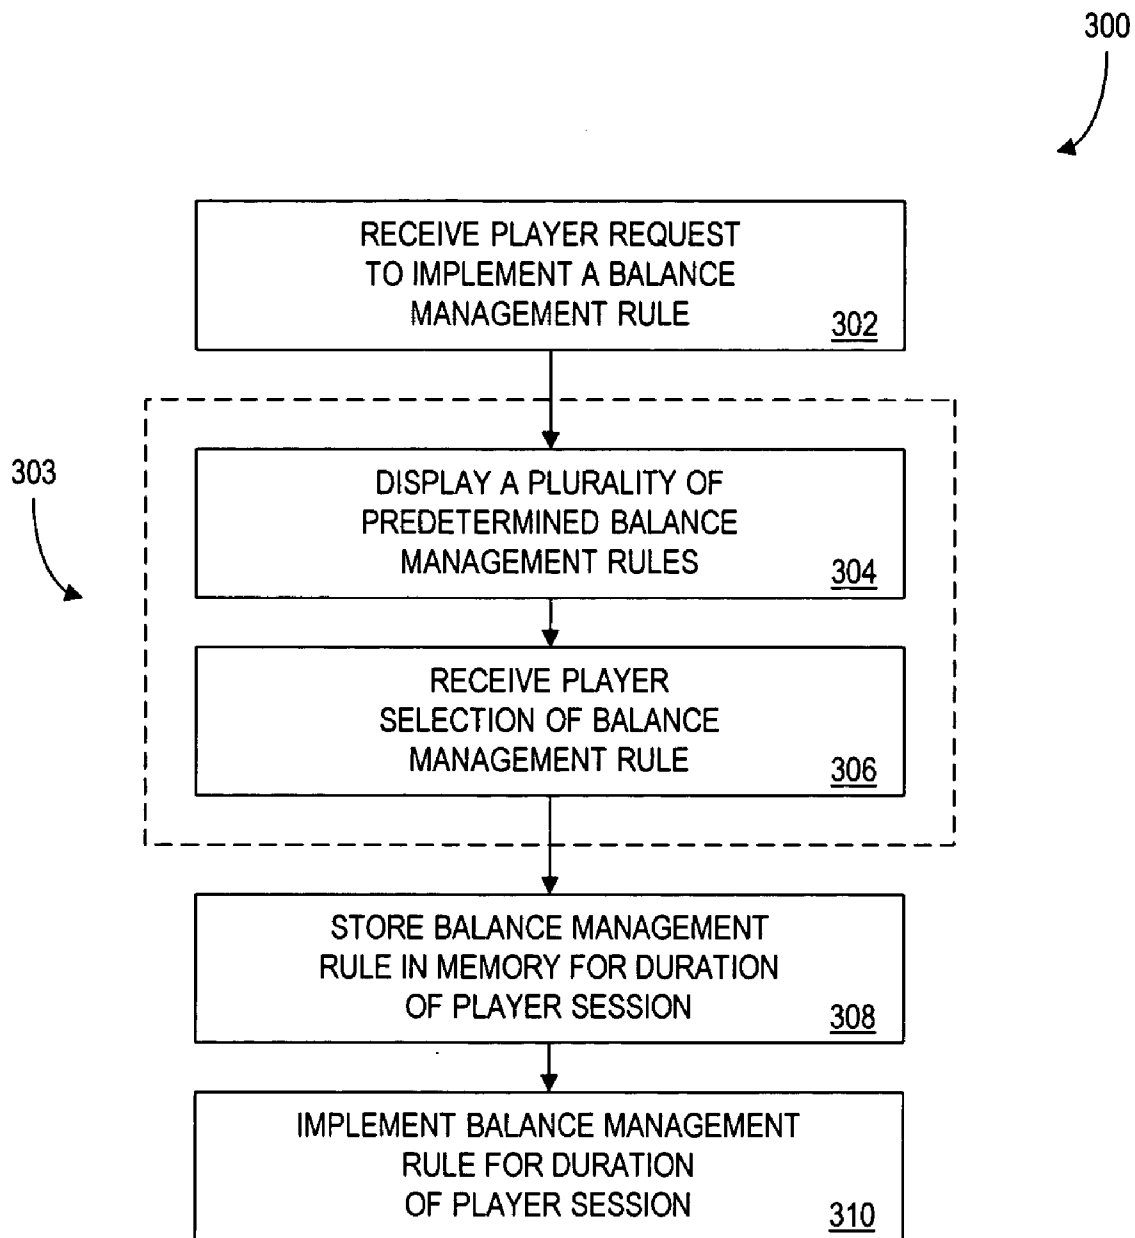 300
RECEIVE PLAYER REQUEST
TO IMPLEMENT A BALANCE
MANAGEMENT RULE
302
303
DISPLAY A PLURALITY OF
PREDETERMINED BALANCE
MANAGEMENT RULES
304
RECEIVE PLAYER
SELECTION OF BALANCE
MANAGEMENT RULE
306
STORE BALANCE MANAGEMENT
RULE IN MEMORY FOR DURATION
OF PLAYER SESSION
308
IMPLEMENT BALANCE MANAGEMENT
RULE FOR DURATION
OF PLAYER SESSION
310